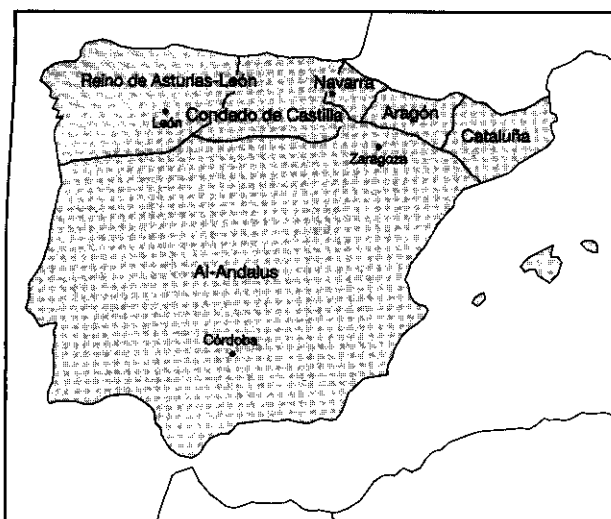 Reino de Asturias-León
Navarra
León
Condado de Castilla
Aragón
Cataluña
Zaragoza
Al-Andalus
Córdoba